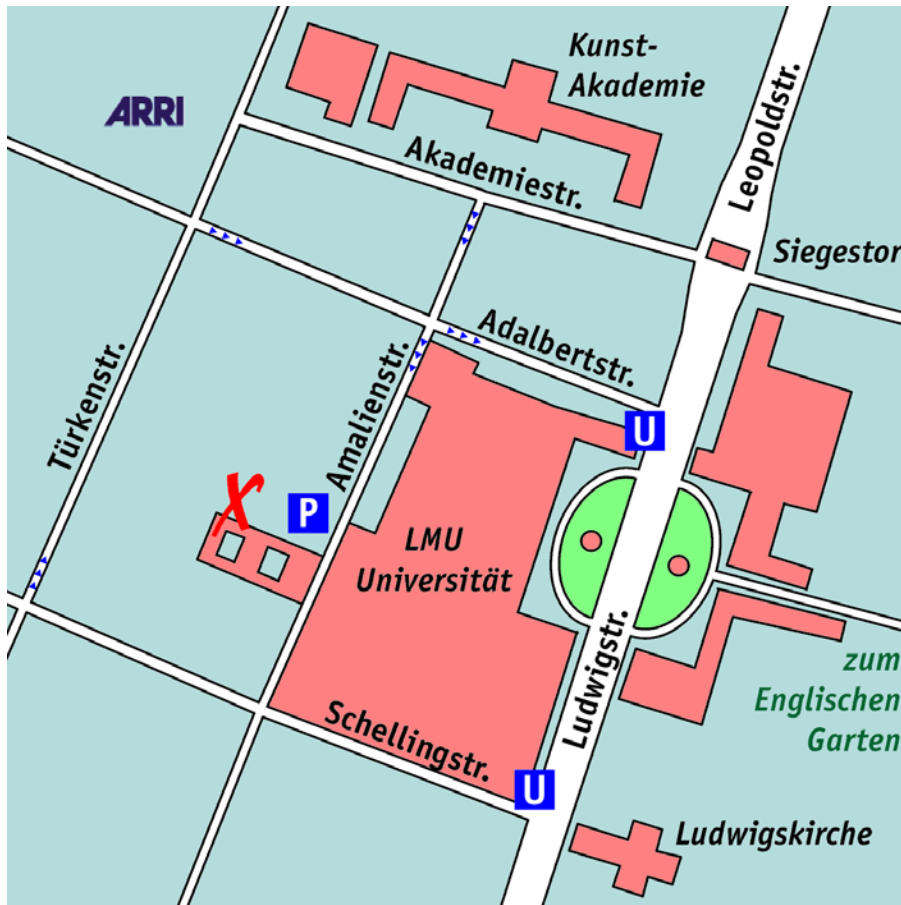 Kunst-
Akademie
ARRI
Leopoldstr.
Akademiestr.
Siegestor
Adalbertstr.
Türkenstr.
Amalienstr.
U
X
P
LMU
Universität
Ludwigstr.
zum
Englischen
Garten
Schellingstr.
U
Ludwigskirche